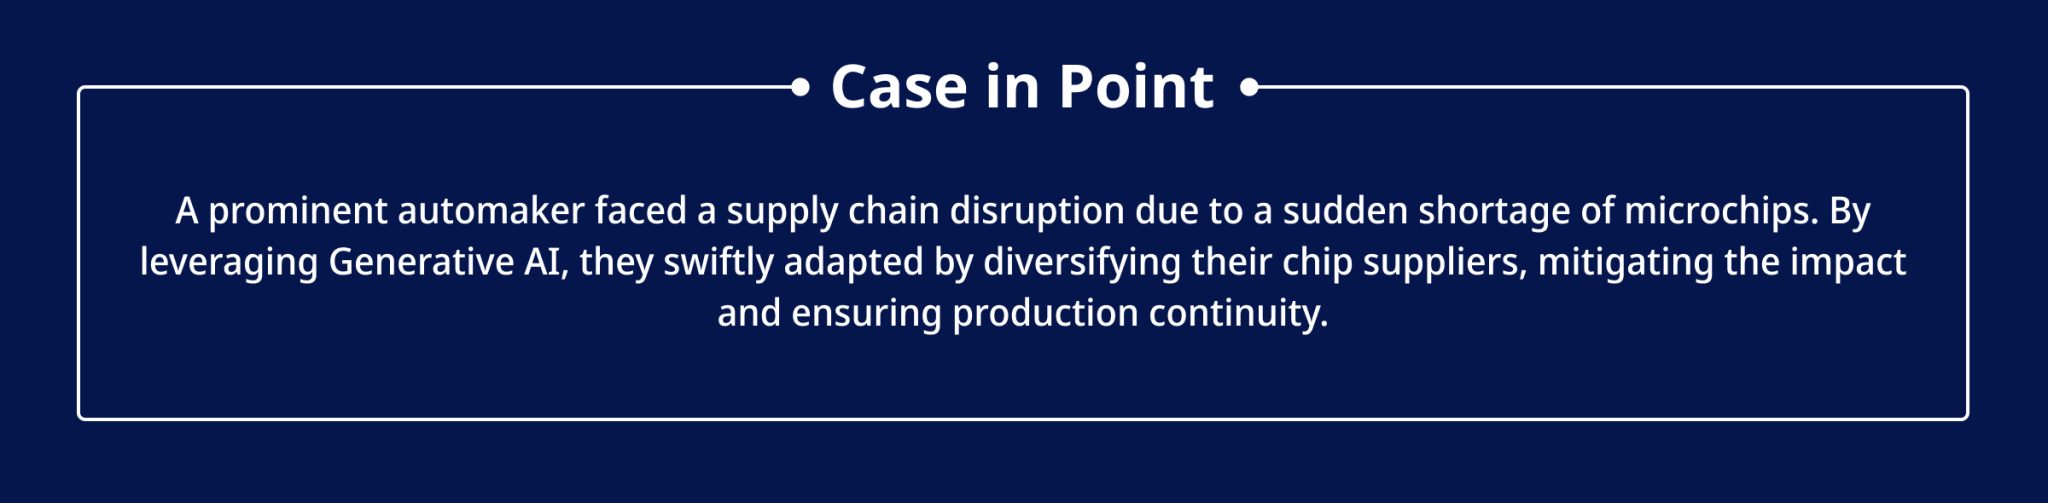 Case in Point
A prominent automaker faced a supply chain disruption due to a sudden shortage of microchips. By
leveraging Generative AI, they swiftly adapted by diversifying their chip suppliers, mitigating the impact
and ensuring production continuity.